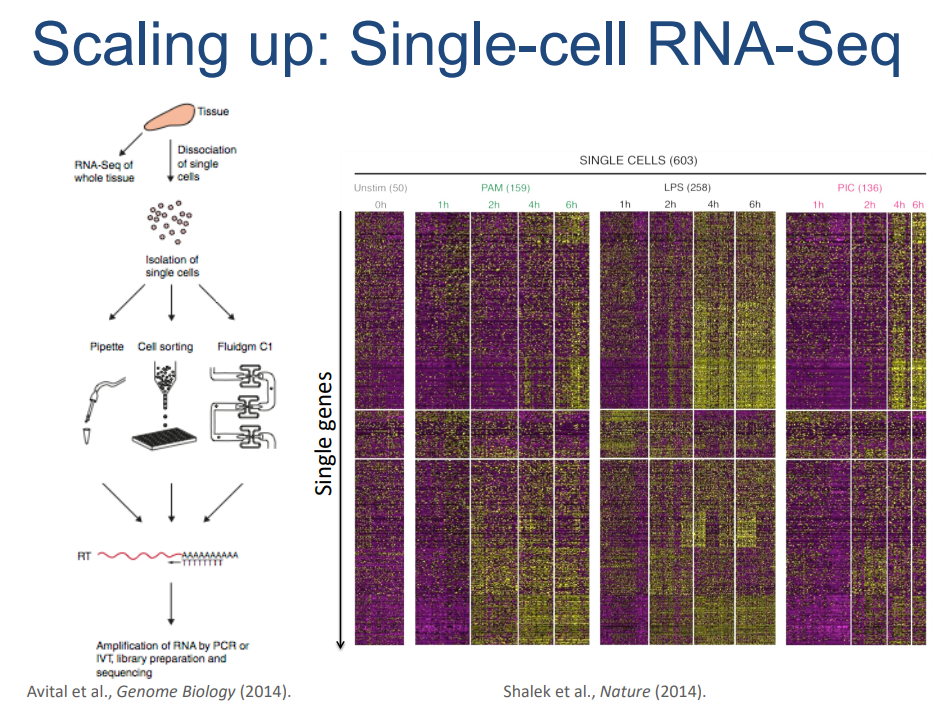 Scaling up: Single-cell RNA-Seq
Tissue
RNA-Seq of
whole tissue
Dissociation
of single
cells
Isolation of
single cells
Pipette
Cell sorting
Fluidgm C1
RT
AAAAAAAAAA
TTTTTTT
Amplification of RNA by PCR or
IVT, library preparation and
sequencing
Avital et al., Genome Biology (2014).
SINGLE CELLS (603)
Unstim (50) PAM (159) LPS (258) PIC (136)
0h 1h 2h 4h 6h 1h 2h 4h 6h 1h 2h 4h 6h
Single genes
Shalek et al., Nature (2014).